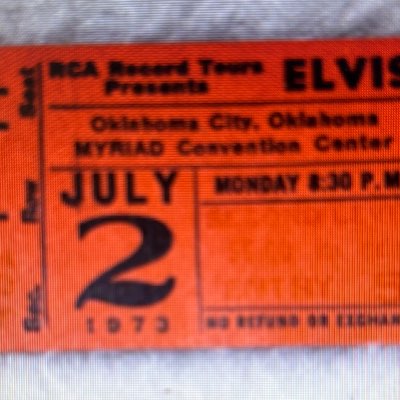 RCA Record Tours
Presents
ELVIS
Oklahoma City, Oklahoma
MYRIAD Convention Center
JULY
2
1973
MONDAY 8:30 P.M
NO REFUND OR EXCHAN
Seat
Row
Sec.